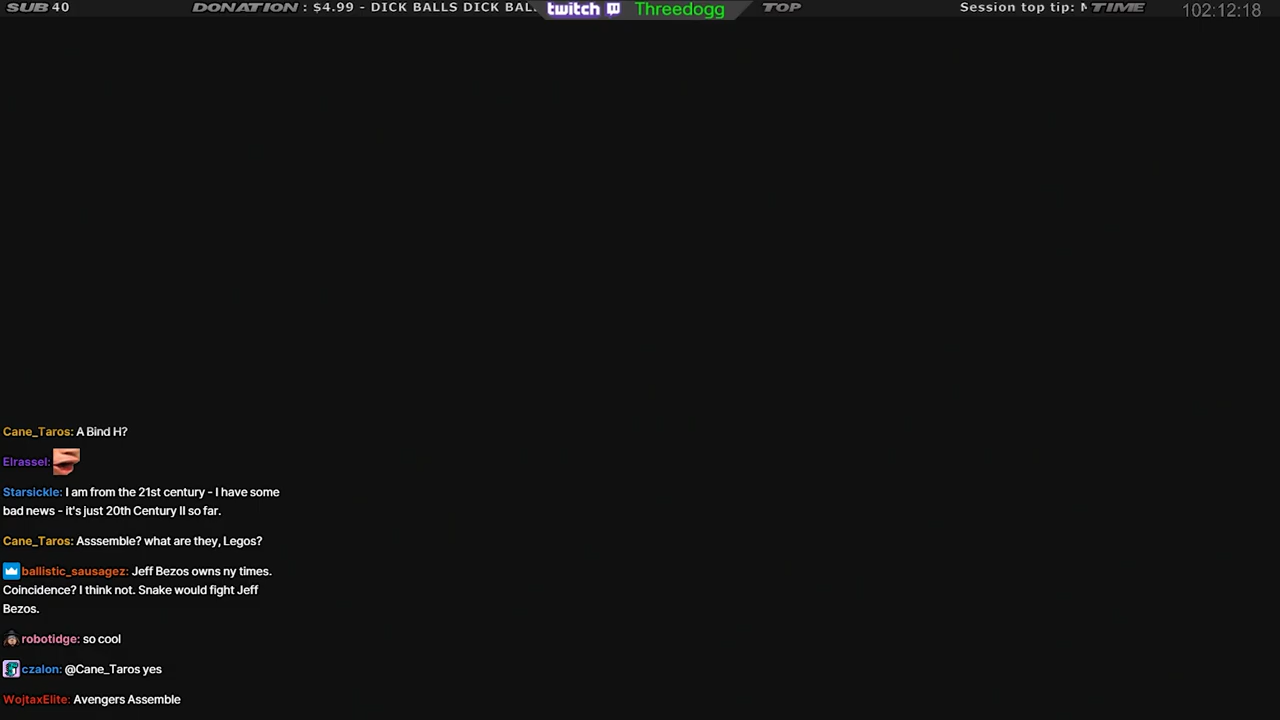 SUB 40 DONATION : $4.99 - DICK BALLS DICK BAL. twitch Threedogg TOP Session top tip: TIME 102:12:18
Cane_Taros: A Bind H?
Elrassel:
Starsickle: I am from the 21st century - I have some
bad news - it's just 20th Century II so far.
Cane_Taros: Asssemble? what are they, Legos?
ballistic_sausagez: Jeff Bezos owns ny times.
Coincidence? I think not. Snake would fight Jeff
Bezos.
robotidge: so cool
czalon: @Cane_Taros yes
WojtaxElite: Avengers Assemble